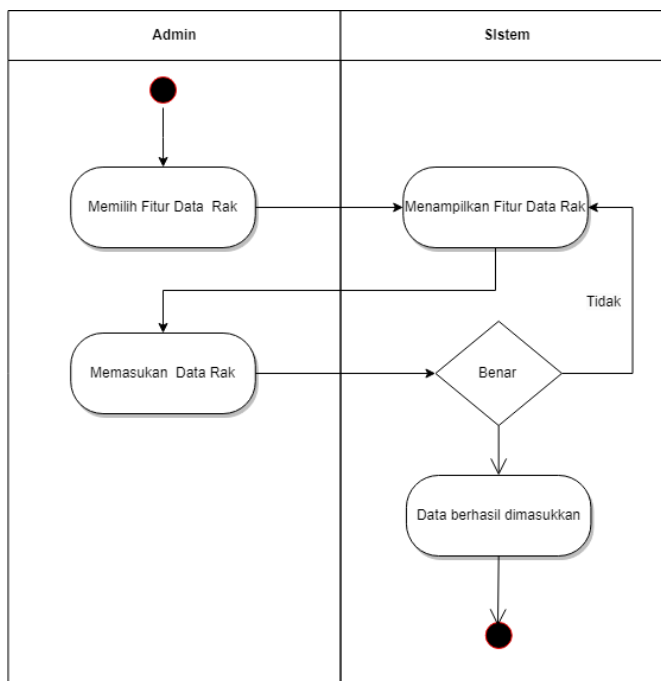 Admin
Sistem
Memilih Fitur Data Rak
Menampilkan Fitur Data Rak
Tidak
Memasukan Data Rak
Benar
Data berhasil dimasukkan